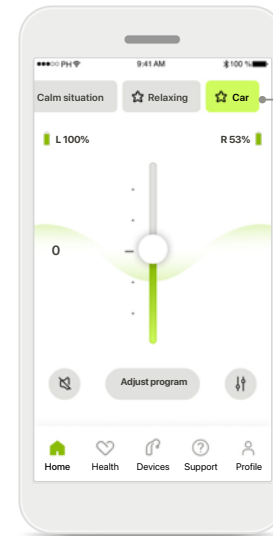 PH 9:41 AM 100 %
Calm situation Relaxing Car
L 100% R 53%
0
Adjust program
Home Health Devices Support Profile